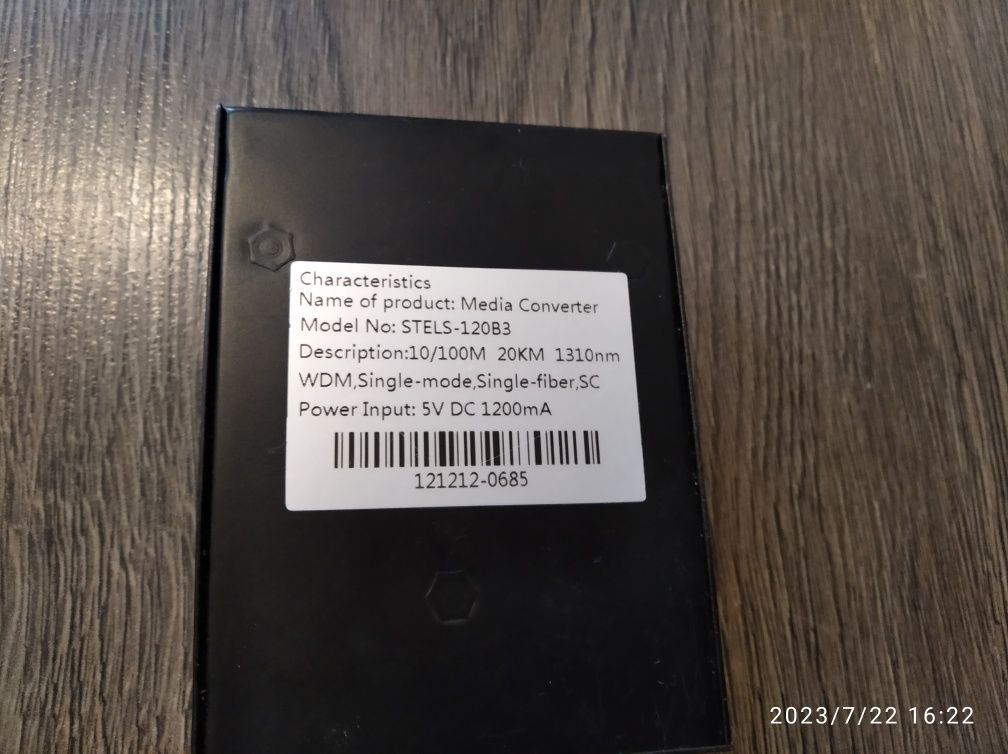 Characteristics
Name of product: Media Converter
Model No: STELS-120B3
Description:10/100M 20KM 1310nm
WDM,Single-mode,Single-fiber,SC
Power Input: 5V DC 1200mA
121212-0685
2023/7/22 16:22